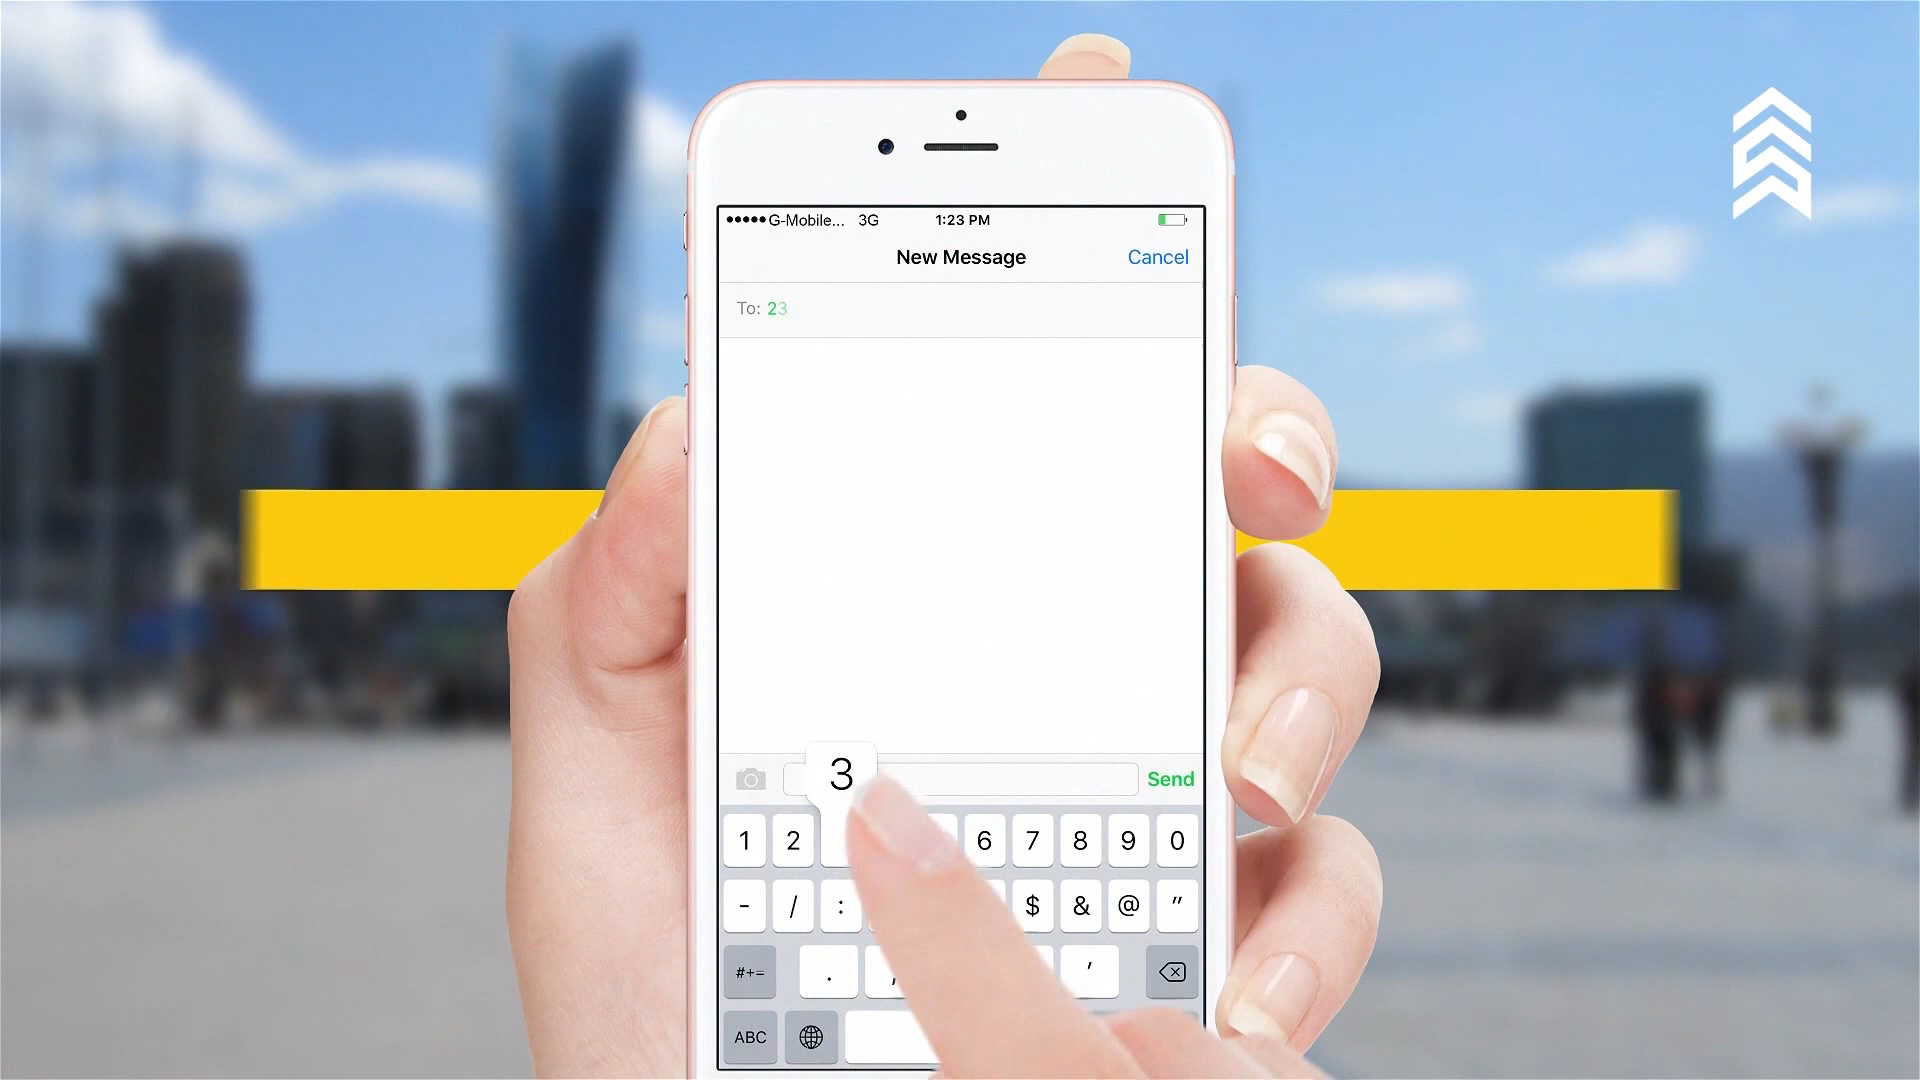 ●●●●●G-Mobile... 3G 1:23 PM
New Message Cancel
To: 23
3
Send
1 2 6 7 8 9 0
- / : $ & @ "
#+= . , '
ABC